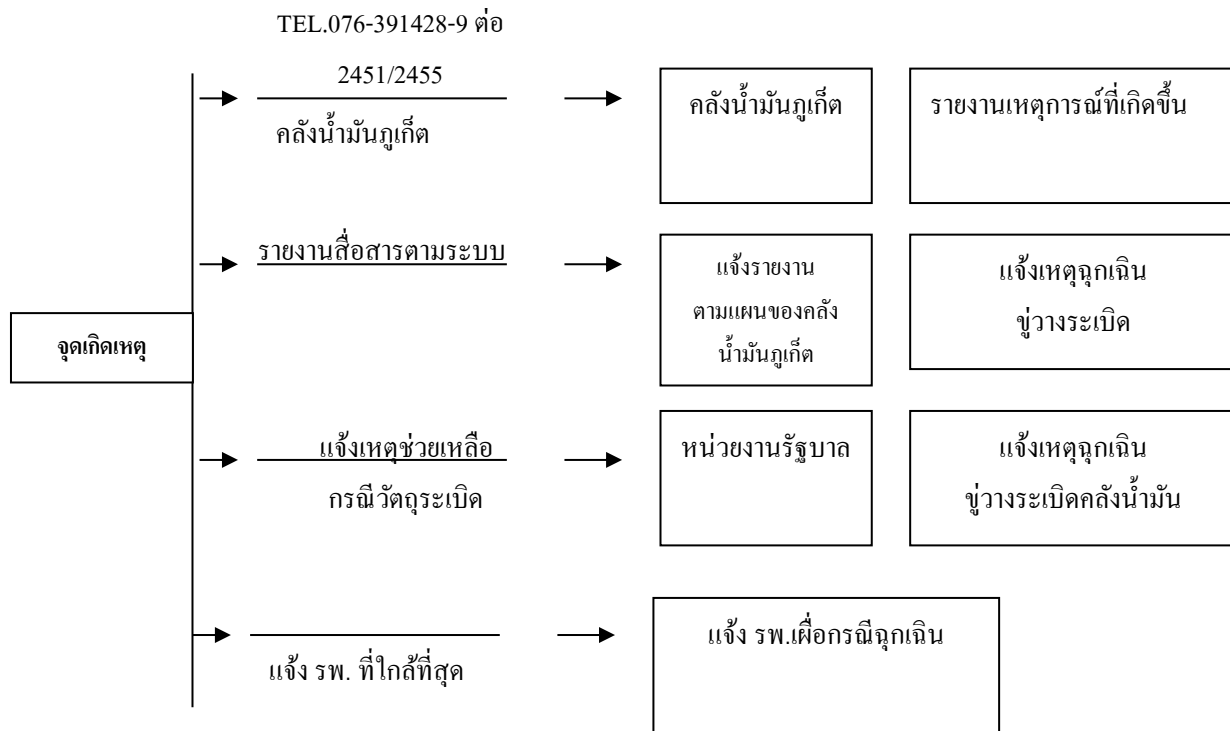 TEL.076-391428-9 ต่อ
2451/2455
คลังน้ำมันภูเก็ต
คลังน้ำมันภูเก็ต
รายงานเหตุการณ์ที่เกิดขึ้น
รายงานสื่อสารตามระบบ
แจ้งรายงาน
ตามแผนของคลัง
น้ำมันภูเก็ต
แจ้งเหตุฉุกเฉิน
ขู่วางระเบิด
จุดเกิดเหตุ
แจ้งเหตุช่วยเหลือ
กรณีวัตถุระเบิด
หน่วยงานรัฐบาล
แจ้งเหตุฉุกเฉิน
ขู่วางระเบิดคลังน้ำมัน
แจ้ง รพ. ที่ใกล้ที่สุด
แจ้ง รพ.เผื่อกรณีฉุกเฉิน